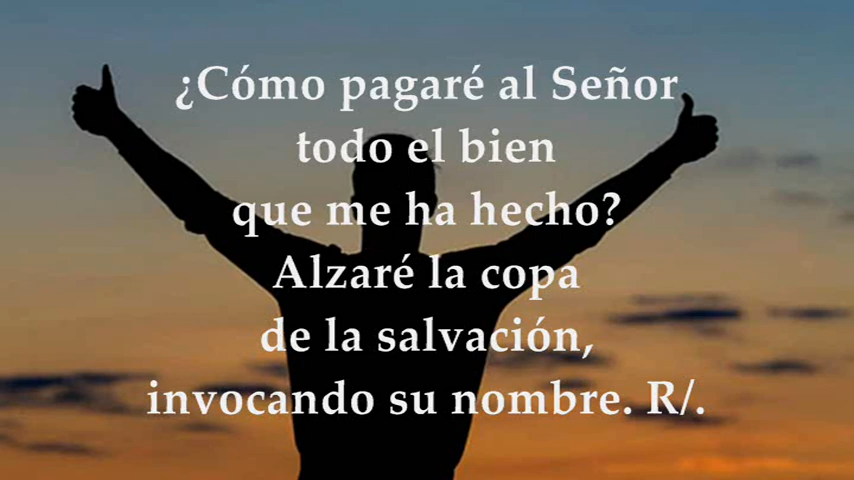 ¿Cómo pagaré al Señor
todo el bien
que me ha hecho?
Alzaré la copa
de la salvación,
invocando su nombre. R/.